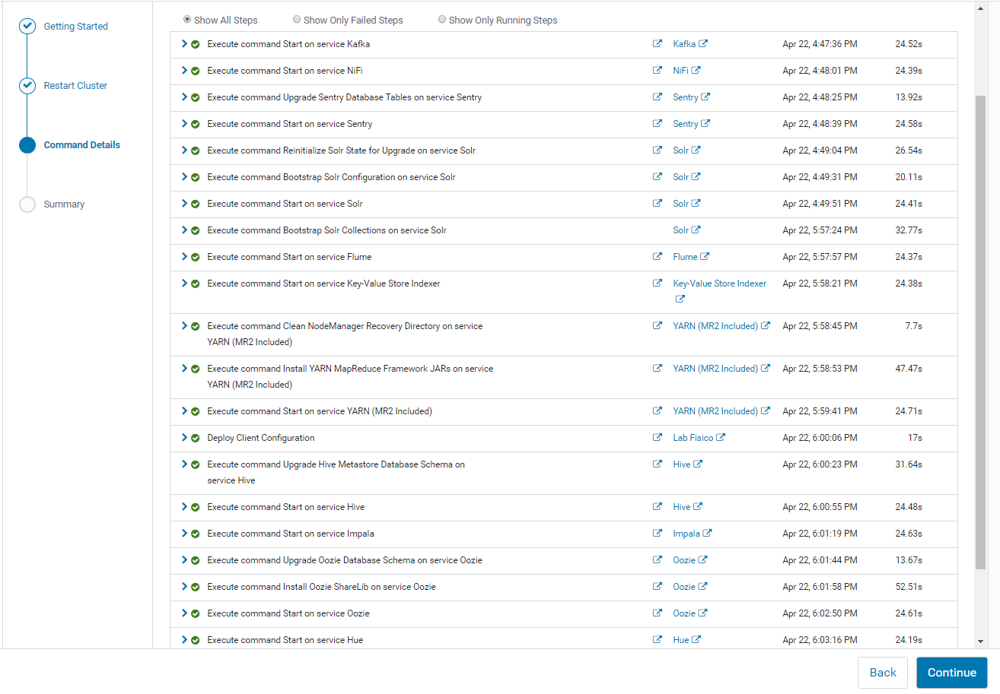 Getting Started
Restart Cluster
Command Details
Summary
Show All Steps Show Only Failed Steps Show Only Running Steps
Execute command Start on service Kafka Kafka Apr 22, 4:47:36 PM 24.52s
Execute command Start on service NiFi NiFi Apr 22, 4:48:01 PM 24.39s
Execute command Upgrade Sentry Database Tables on service Sentry Sentry Apr 22, 4:48:25 PM 13.92s
Execute command Start on service Sentry Sentry Apr 22, 4:48:39 PM 24.58s
Execute command Reinitialize Solr State for Upgrade on service Solr Solr Apr 22, 4:49:04 PM 26.54s
Execute command Bootstrap Solr Configuration on service Solr Solr Apr 22, 4:49:31 PM 20.11s
Execute command Start on service Solr Solr Apr 22, 4:49:51 PM 24.41s
Execute command Bootstrap Solr Collections on service Solr Solr Apr 22, 5:57:24 PM 32.77s
Execute command Start on service Flume Flume Apr 22, 5:57:57 PM 24.37s
Execute command Start on service Key-Value Store Indexer Key-Value Store Indexer Apr 22, 5:58:21 PM 24.38s
Execute command Clean NodeManager Recovery Directory on service YARN (MR2 Included) Apr 22, 5:58:45 PM 7.7s
YARN (MR2 Included)
Execute command Install YARN MapReduce Framework JARs on service YARN (MR2 Included) Apr 22, 5:58:53 PM 47.47s
YARN (MR2 Included)
Execute command Start on service YARN (MR2 Included) YARN (MR2 Included) Apr 22, 5:59:41 PM 24.71s
Deploy Client Configuration Lab Fisico Apr 22, 6:00:06 PM 17s
Execute command Upgrade Hive Metastore Database Schema on Hive Apr 22, 6:00:23 PM 31.64s
service Hive
Execute command Start on service Hive Hive Apr 22, 6:00:55 PM 24.48s
Execute command Start on service Impala Impala Apr 22, 6:01:19 PM 24.63s
Execute command Upgrade Oozie Database Schema on service Oozie Oozie Apr 22, 6:01:44 PM 13.67s
Execute command Install Oozie ShareLib on service Oozie Oozie Apr 22, 6:01:58 PM 52.51s
Execute command Start on service Oozie Oozie Apr 22, 6:02:50 PM 24.61s
Execute command Start on service Hue Hue Apr 22, 6:03:16 PM 24.19s
Back Continue